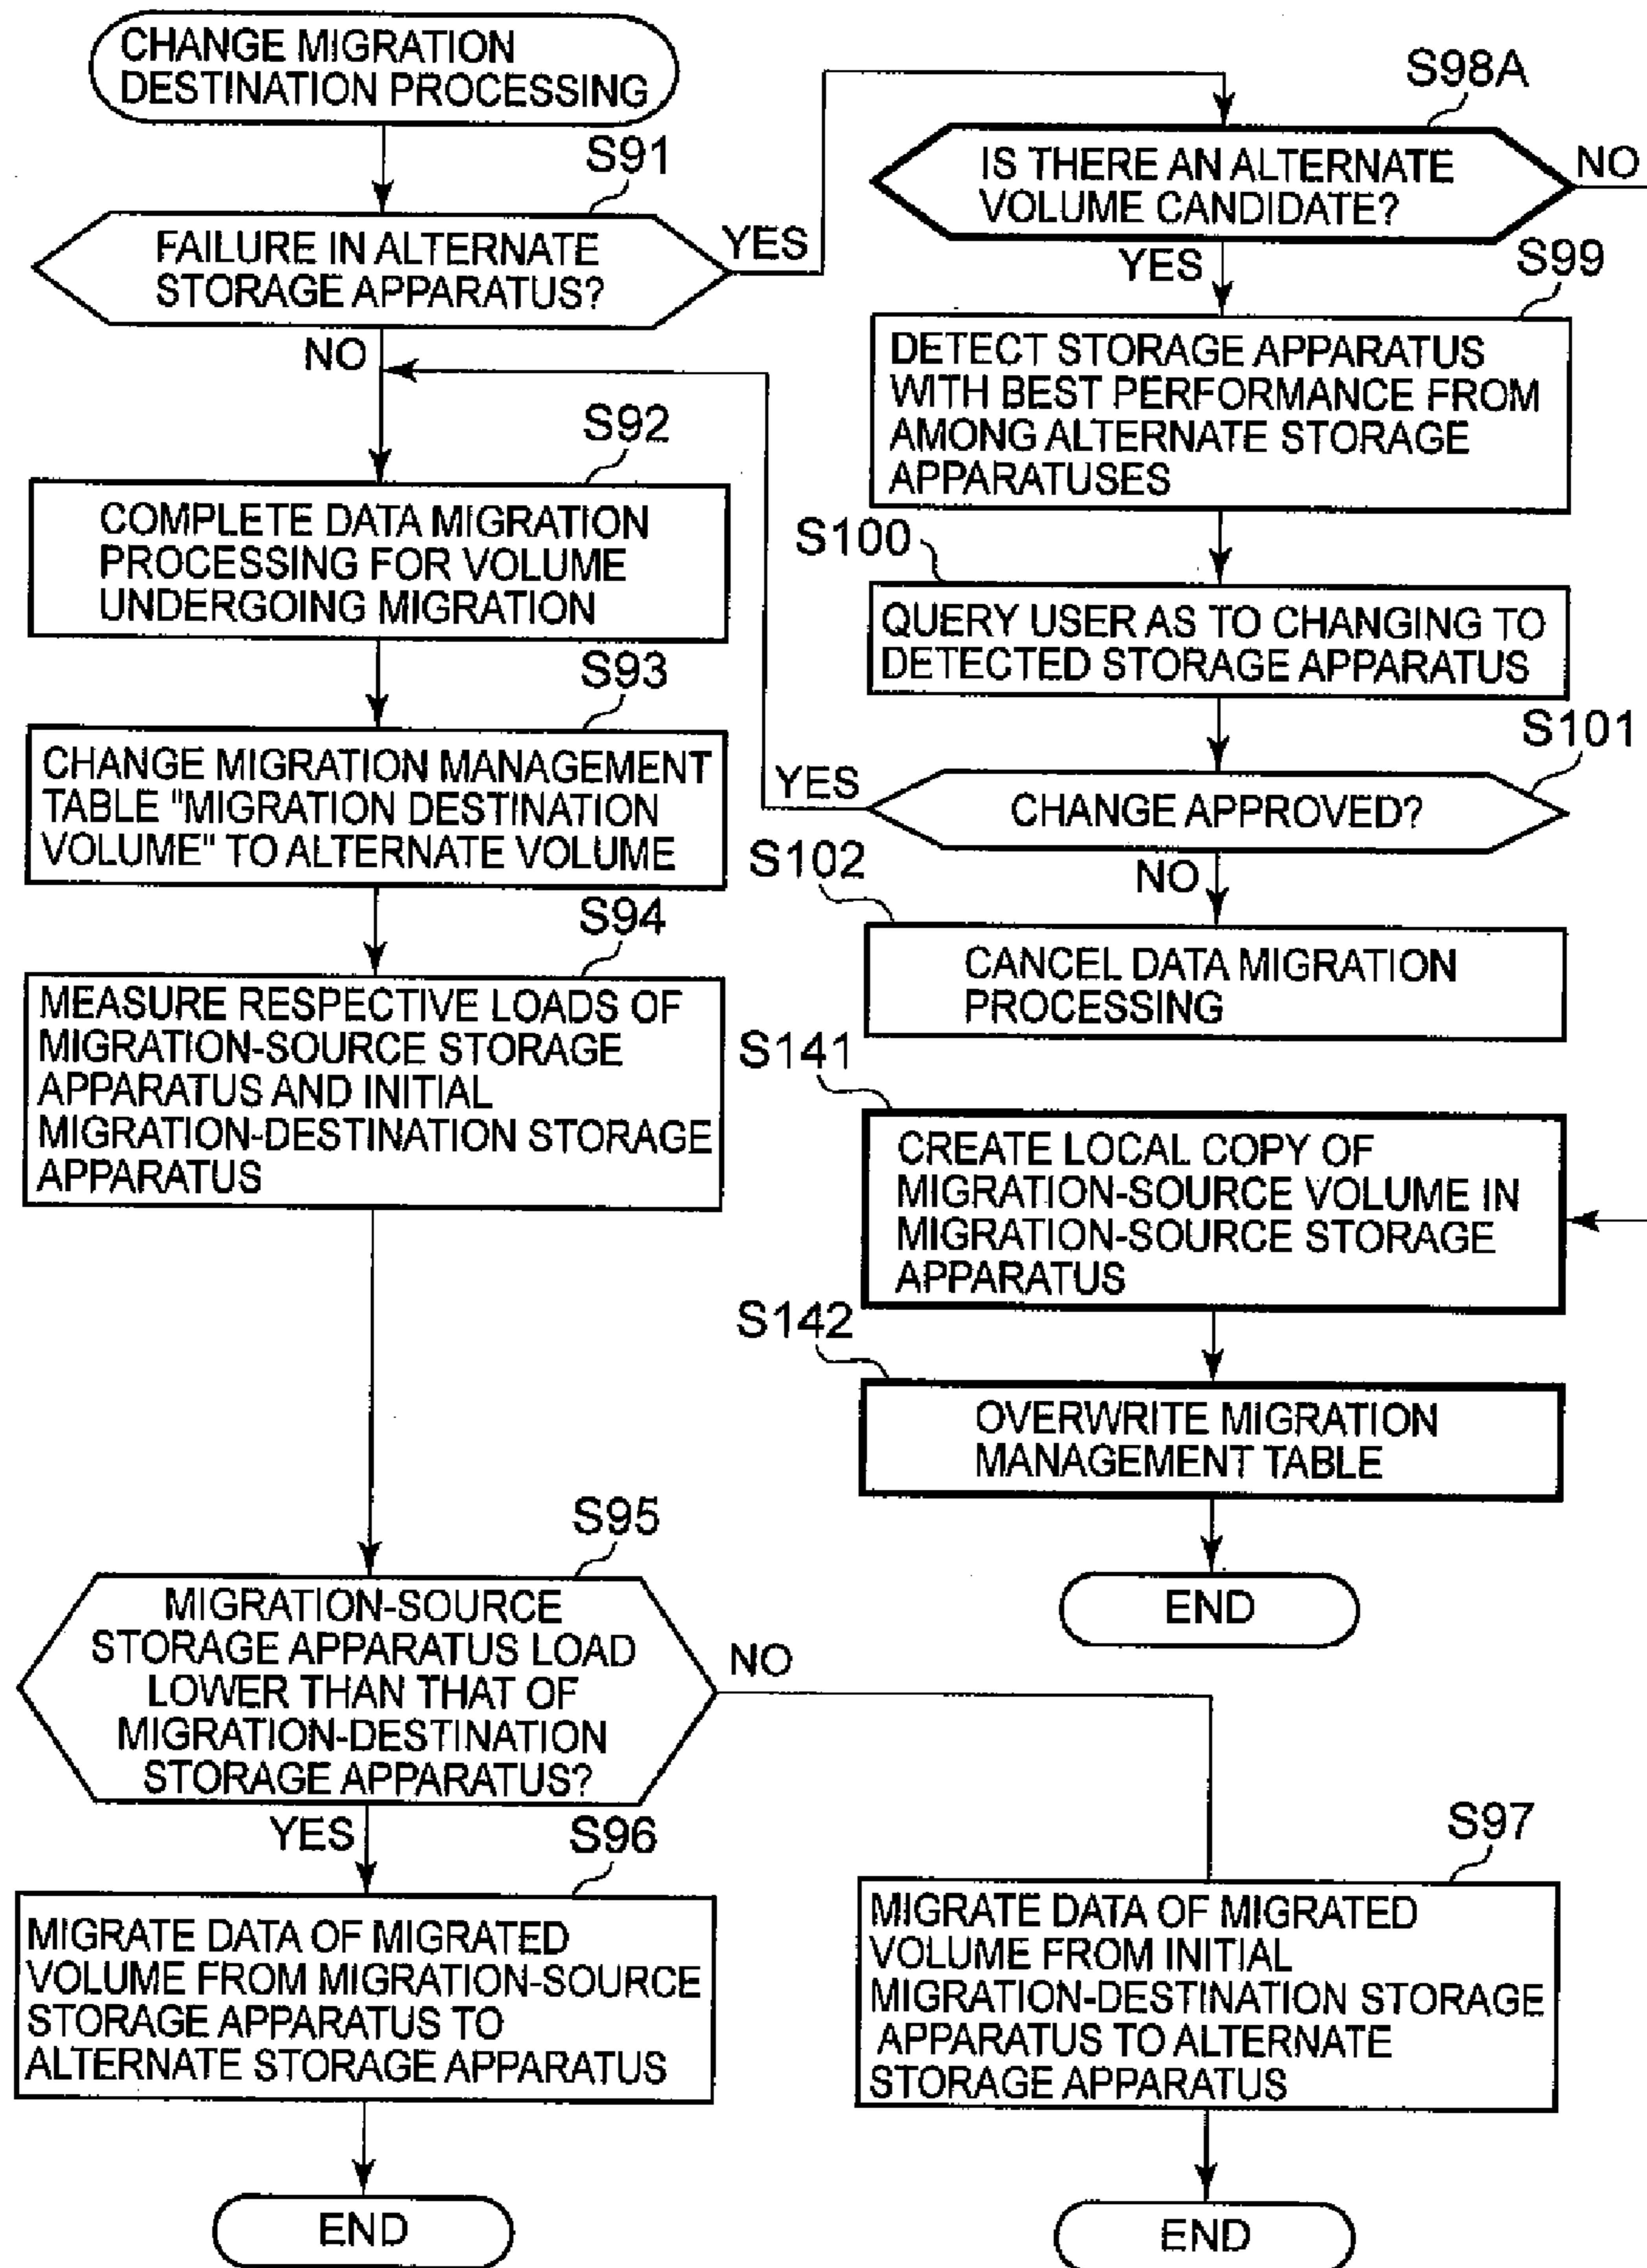 CHANGE MIGRATION
DESTINATION PROCESSING
S91
FAILURE IN ALTERNATE
STORAGE APPARATUS?
YES
NO
S92
COMPLETE DATA MIGRATION
PROCESSING FOR VOLUME
UNDERGOING MIGRATION
S93
CHANGE MIGRATION MANAGEMENT
TABLE "MIGRATION DESTINATION
VOLUME" TO ALTERNATE VOLUME
S94
MEASURE RESPECTIVE LOADS OF
MIGRATION-SOURCE STORAGE
APPARATUS AND INITIAL
MIGRATION-DESTINATION STORAGE
APPARATUS
S95
MIGRATION-SOURCE
STORAGE APPARATUS LOAD
LOWER THAN THAT OF
MIGRATION-DESTINATION
STORAGE APPARATUS?
NO
YES
S96
MIGRATE DATA OF MIGRATED
VOLUME FROM MIGRATION-SOURCE
STORAGE APPARATUS TO
ALTERNATE STORAGE APPARATUS
END
S98A
IS THERE AN ALTERNATE
VOLUME CANDIDATE?
NO
YES
S99
DETECT STORAGE APPARATUS
WITH BEST PERFORMANCE FROM
AMONG ALTERNATE STORAGE
APPARATUSES
S100
QUERY USER AS TO CHANGING TO
DETECTED STORAGE APPARATUS
S101
YES
CHANGE APPROVED?
NO
S102
CANCEL DATA MIGRATION
PROCESSING
S141
CREATE LOCAL COPY OF
MIGRATION-SOURCE VOLUME IN
MIGRATION-SOURCE STORAGE
APPARATUS
S142
OVERWRITE MIGRATION
MANAGEMENT TABLE
END
S97
MIGRATE DATA OF MIGRATED
VOLUME FROM INITIAL
MIGRATION-DESTINATION STORAGE
APPARATUS TO ALTERNATE
STORAGE APPARATUS
END